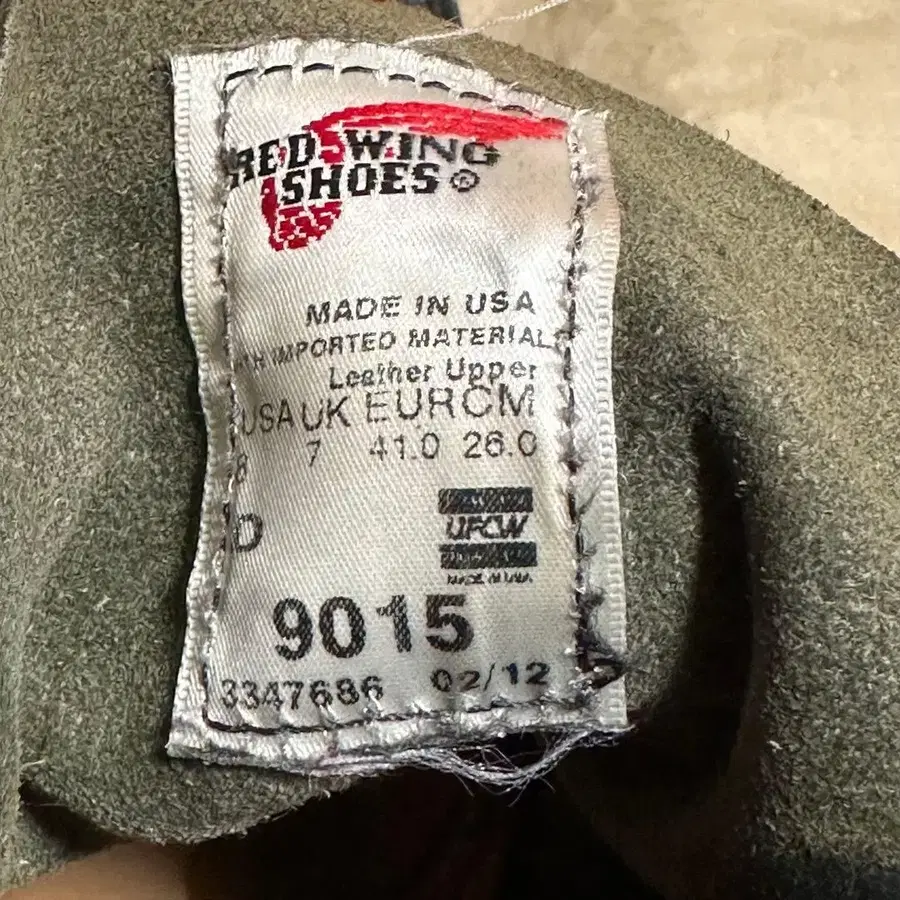 RED WING
SHOES®
MADE IN USA
IMPORTED MATERIALS
Leather Upper
USA UK EUR CM
8 7 41.0 26.0
D
UFCW
MADE IN USA
9015
3347686 02/12